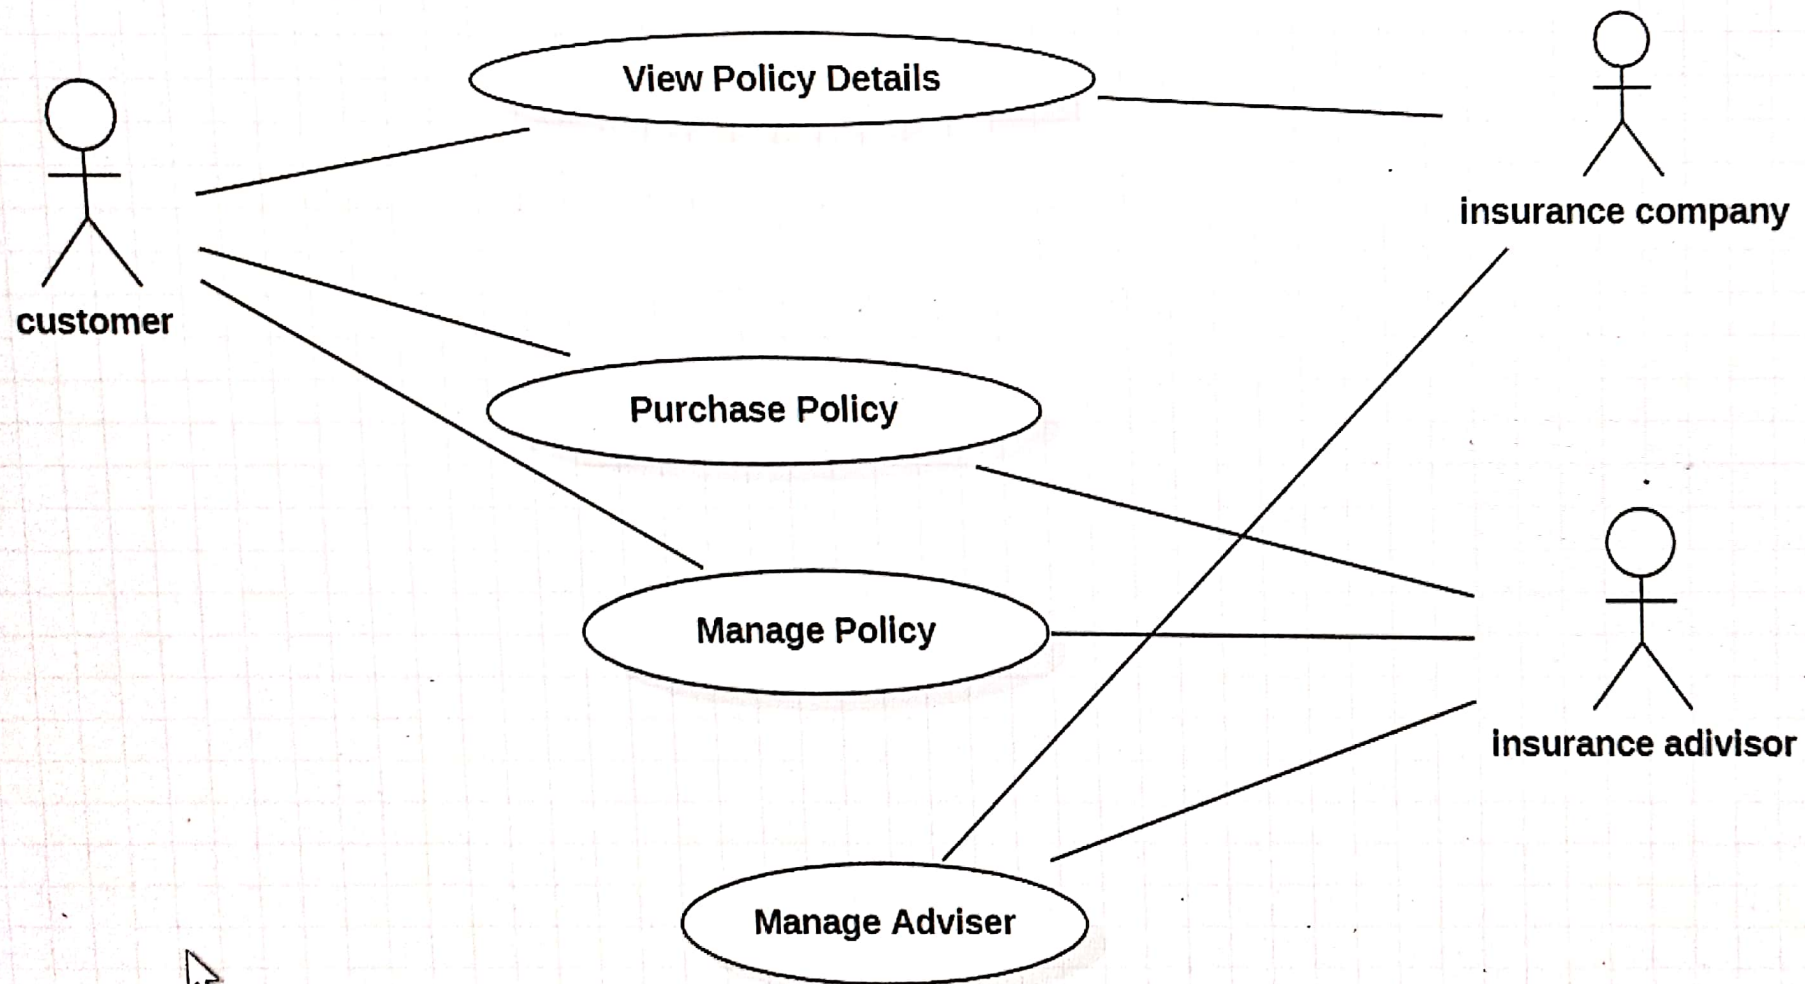 View Policy Details
insurance company
customer
Purchase Policy
Manage Policy
insurance adivisor
Manage Adviser